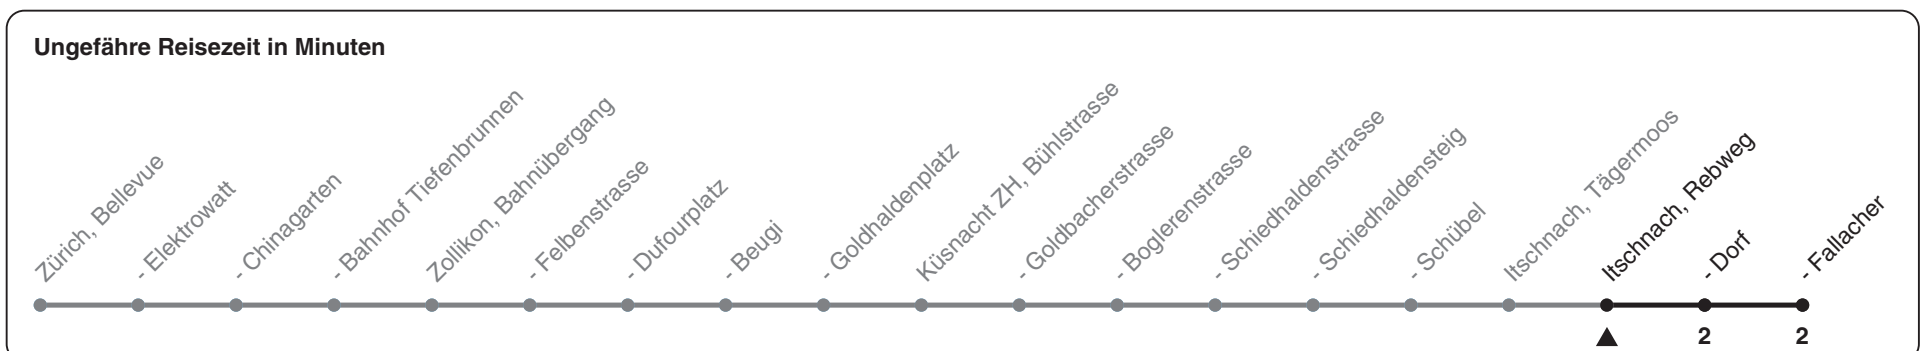 Ungefähre Reisezeit in Minuten
Zürich, Bellevue
- Elektrowatt
- Chinagarten
- Bahnhof Tiefenbrunnen
Zollikon, Bahnübergang
- Felbenstrasse
- Dufourplatz
- Beugi
- Goldhaldenplatz
Küsnacht ZH, Bühlstrasse
- Goldbacherstrasse
- Boglerenstrasse
- Schiedhaldenstrasse
- Schiedhaldensteig
- Schübel
Itschnach, Tägermoos
Itschnach, Rebweg
- Dorf
- Fallacher
2 2